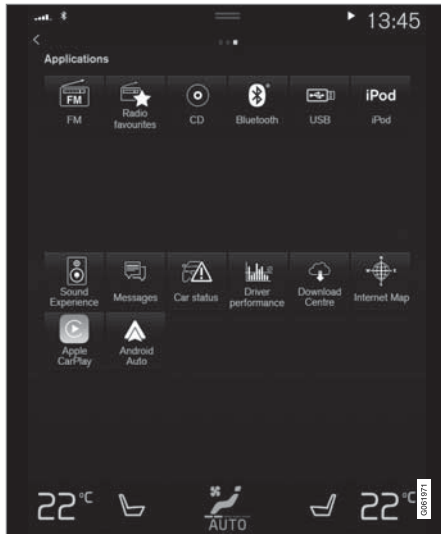 13:45
Applications
FM
FM
Radio favourites
CD
Bluetooth
USB
iPod
iPod
Sound Experience
Messages
Car status
Driver performance
Download Centre
Internet Map
Apple CarPlay
Android Auto
22°C
AUTO
22°C
G061971